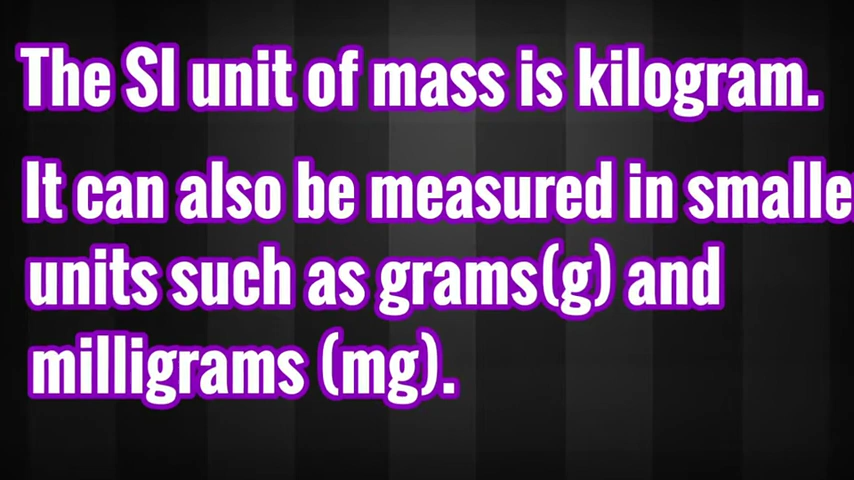 The SI unit of mass is kilogram.
It can also be measured in smalle
units such as grams(g) and
milligrams (mg).